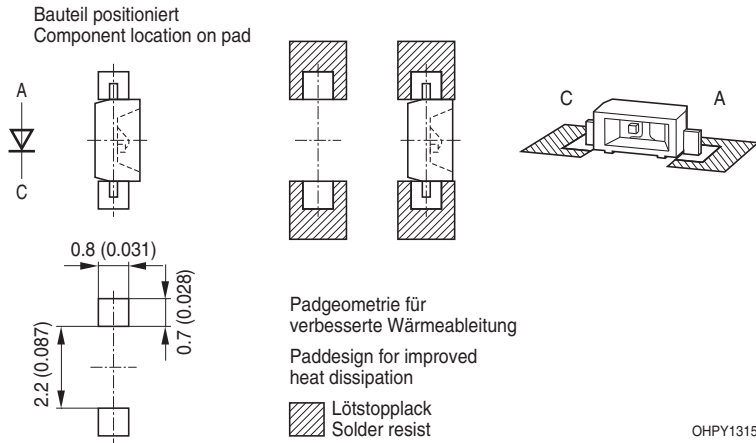 Bauteil positioniert
Component location on pad
A
C
C
A
0.8 (0.031)
0.7 (0.028)
2.2 (0.087)
Padgeometrie für
verbesserte Wärmeableitung
Paddesign for improved
heat dissipation
Lötstopplack
Solder resist
OHPY1315